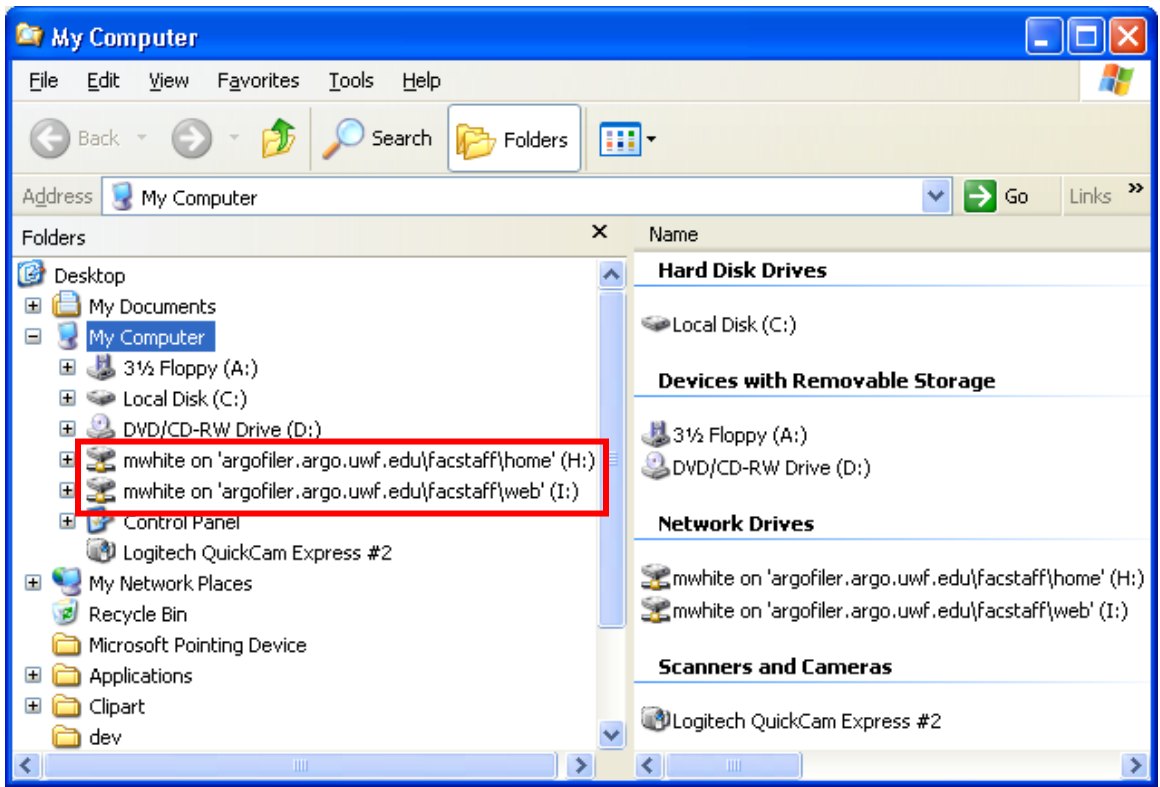 My Computer
File Edit View Favorites Tools Help
Back Search Folders
Address My Computer Go Links »
Folders
Desktop
My Documents
My Computer
3½ Floppy (A:)
Local Disk (C:)
DVD/CD-RW Drive (D:)
mwhite on 'argofiler.argo.uwf.edu\facstaff\home' (H:)
mwhite on 'argofiler.argo.uwf.edu\facstaff\web' (I:)
Control Panel
Logitech QuickCam Express #2
My Network Places
Recycle Bin
Microsoft Pointing Device
Applications
Clipart
dev
Name
Hard Disk Drives
Local Disk (C:)
Devices with Removable Storage
3½ Floppy (A:)
DVD/CD-RW Drive (D:)
Network Drives
mwhite on 'argofiler.argo.uwf.edu\facstaff\home' (H:)
mwhite on 'argofiler.argo.uwf.edu\facstaff\web' (I:)
Scanners and Cameras
Logitech QuickCam Express #2